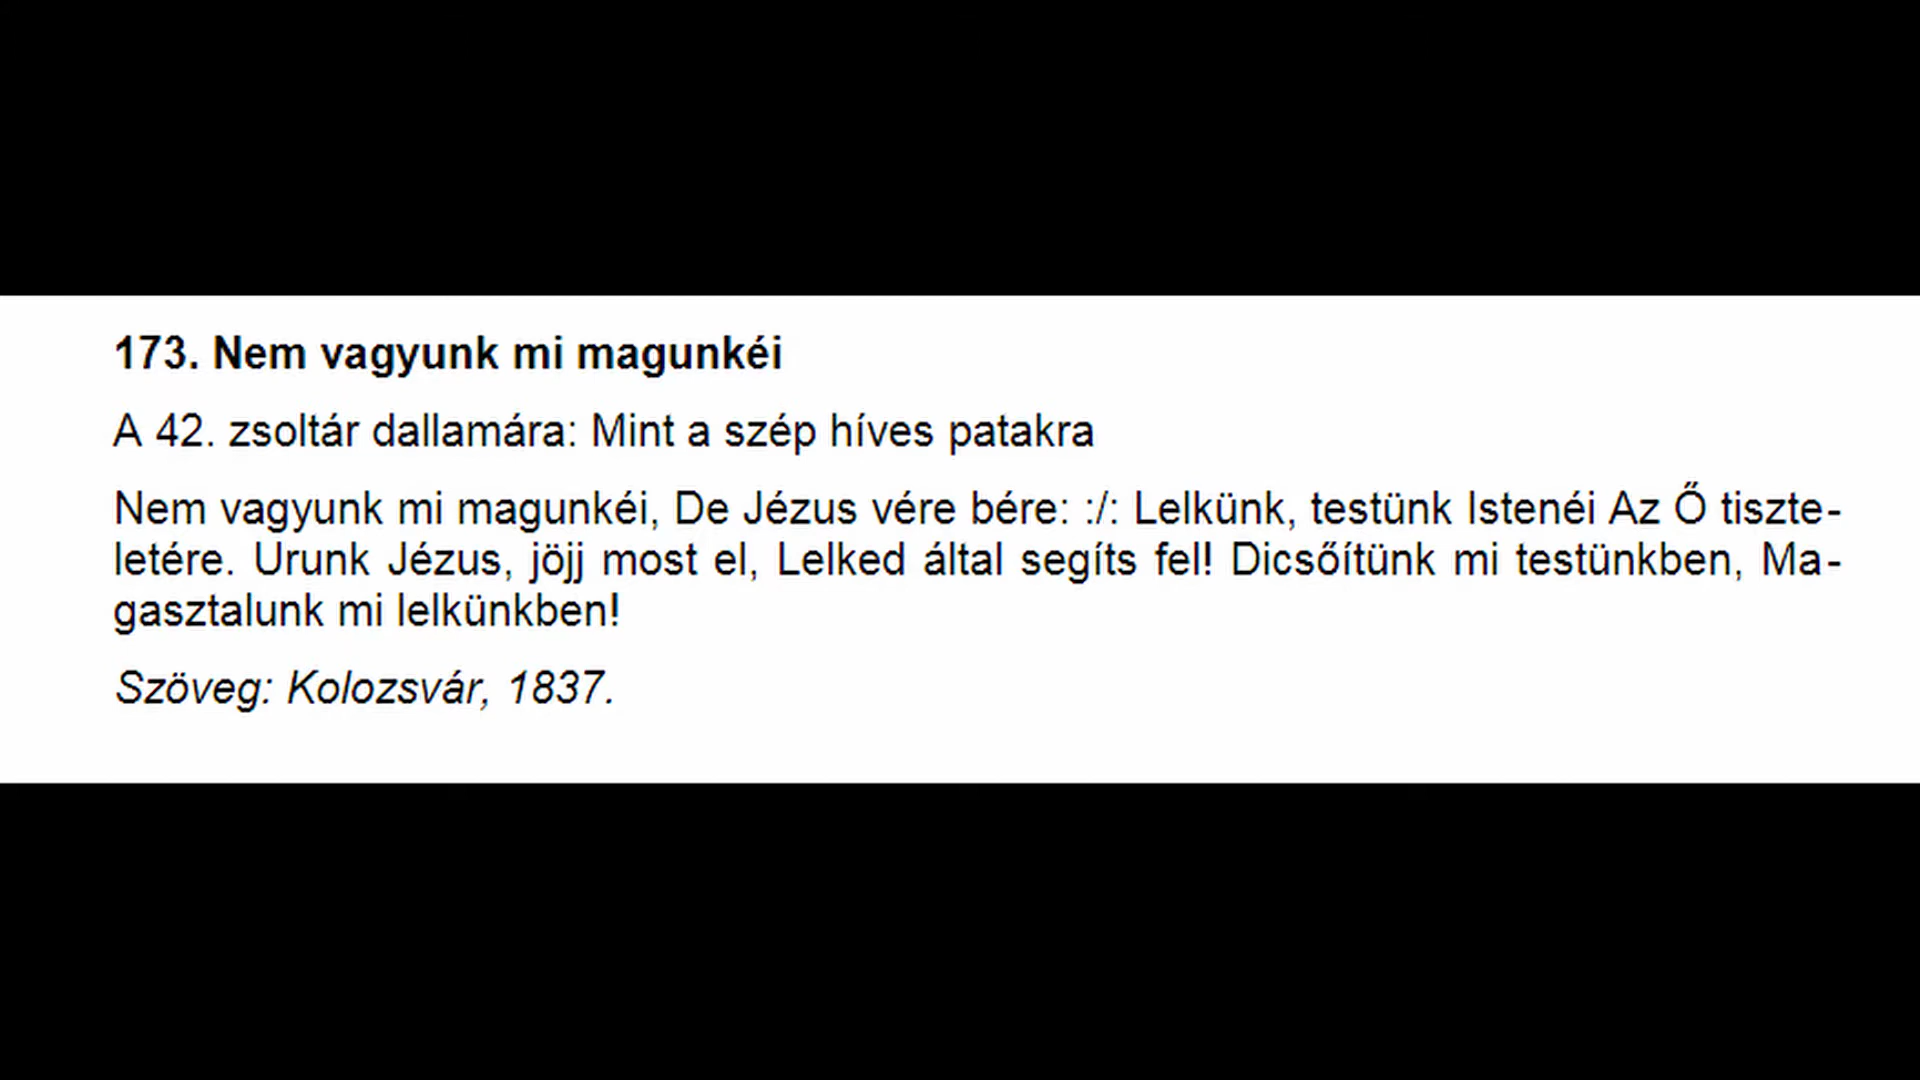 173. Nem vagyunk mi magunkéi
A 42. zsoltár dallamára: Mint a szép híves patakra
Nem vagyunk mi magunkéi, De Jézus vére bére: :/: Lelkünk, testünk Istenéi Az Ő tiszte-
letére. Urunk Jézus, jöjj most el, Lelked által segíts fel! Dicsőítünk mi testünkben, Ma-
gasztalunk mi lelkünkben!
Szöveg: Kolozsvár, 1837.